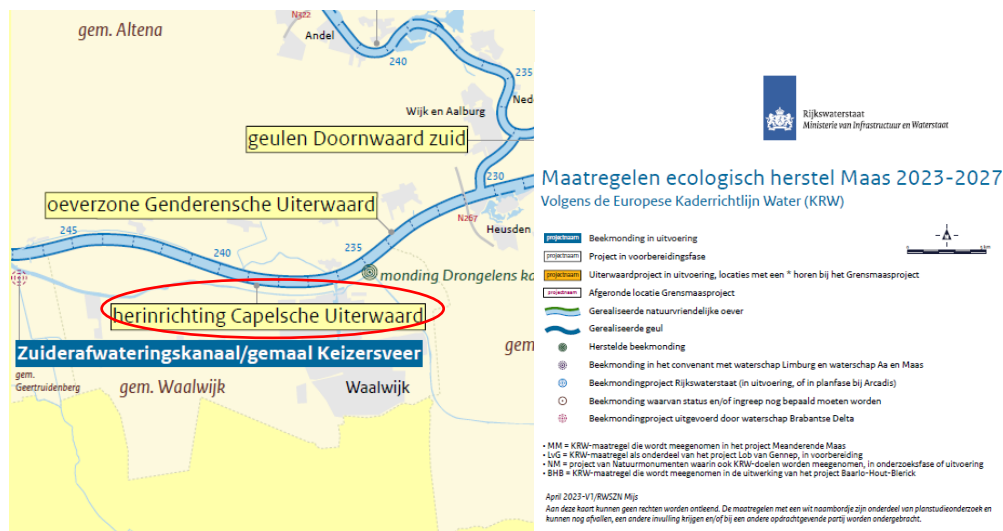 gem. Altena
N322
Andel
240
235
Wijk en Aalburg
geulen Doornwaard zuid
230
oeverzone Genderensche Uiterwaard
N267
Heusden
245
240
235
monding Drongelens
herinrichting Capelsche Uiterwaard
Zuiderafwateringskanaal/gemaal Keizersveer
gem.
Geertruidenberg
gem. Waalwijk
Waalwijk
gem
Rijkswaterstaat
Ministerie van Infrastructuur en Waterstaat
Maatregelen ecologisch herstel Maas 2023-2027
Volgens de Europese Kaderrichtlijn Water (KRW)
projectnaam Beekmonding in uitvoering
projectnaam Project in voorbereidingsfase
projectnaam Uiterwaardproject in uitvoering, locaties met een * horen bij het Grensmaasproject
projectnaam Afgeronde locatie Grensmaasproject
Gerealiseerde natuurvriendelijke oever
Gerealiseerde geul
Herstelde beekmonding
Beekmonding in het convenant met waterschap Limburg en waterschap Aa en Maas
Beekmondingproject Rijkswaterstaat (in uitvoering, of in planfase bij Arcadis)
Beekmonding waarvan status en/of ingreep nog bepaald moeten worden
Beekmondingproject uitgevoerd door waterschap Brabantse Delta
• MM = KRW-maatregel die wordt meegenomen in het project Meanderende Maas
• LvG = KRW-maatregel als onderdeel van het project Lob van Gennep, in voorbereiding
• NM = project van Natuurmonumenten waarin ook KRW-doelen worden meegenomen, in onderzoeksfase of uitvoering
• BHB = KRW-maatregel die wordt meegenomen in de uitwerking van het project Baarlo-Hout-Blerick
April 2023-V1/RWSZN Mijs
Aan deze kaart kunnen geen rechten worden ontleend. De maatregelen met een wit naambordje zijn onderdeel van planstudieonderzoek en
kunnen nog afvallen, een andere invulling krijgen en/of bij een andere opdrachtgevende partij worden ondergebracht.